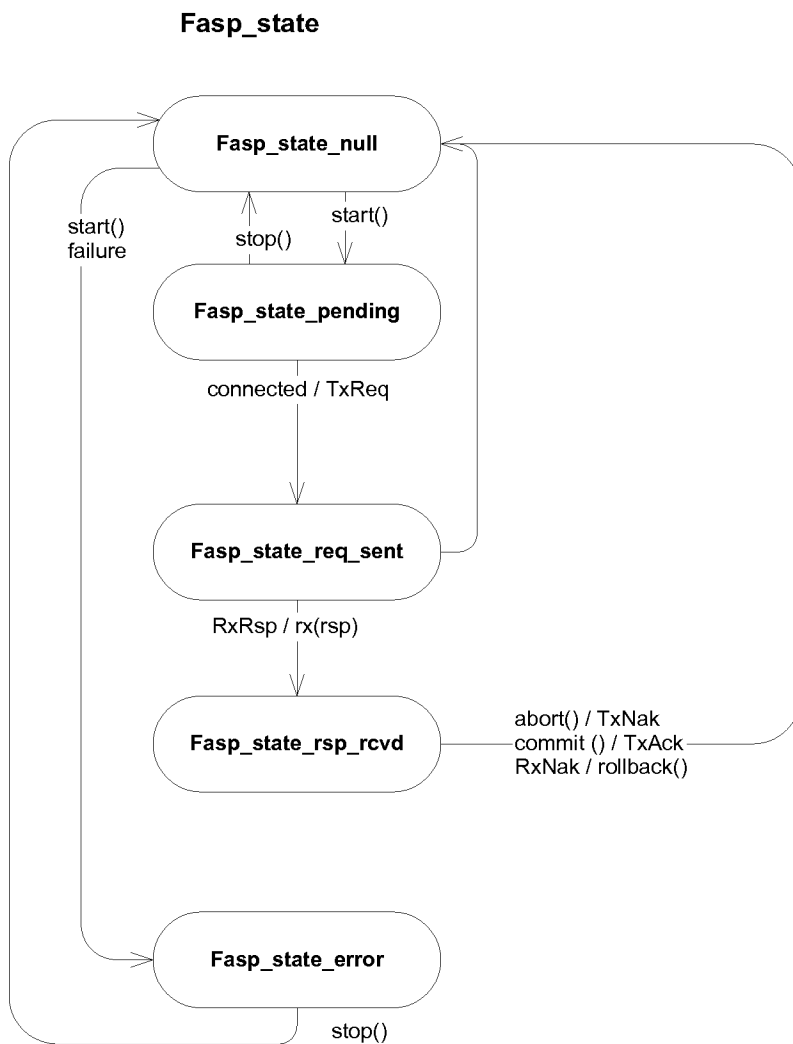 Fasp_state
Fasp_state_null
start()
failure
stop()
start()
Fasp_state_pending
connected / TxReq
Fasp_state_req_sent
RxRsp / rx(rsp)
Fasp_state_rsp_rcvd
abort() / TxNak
commit () / TxAck
RxNak / rollback()
Fasp_state_error
stop()